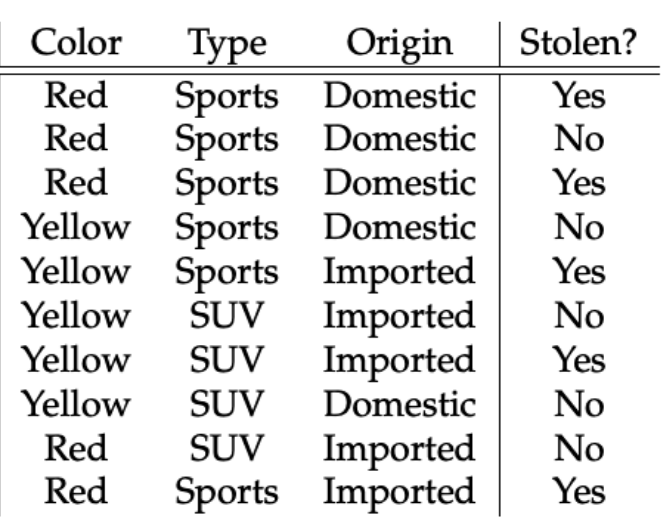 Color Type Origin Stolen?
Red Sports Domestic Yes
Red Sports Domestic No
Red Sports Domestic Yes
Yellow Sports Domestic No
Yellow Sports Imported Yes
Yellow SUV Imported No
Yellow SUV Imported Yes
Yellow SUV Domestic No
Red SUV Imported No
Red Sports Imported Yes